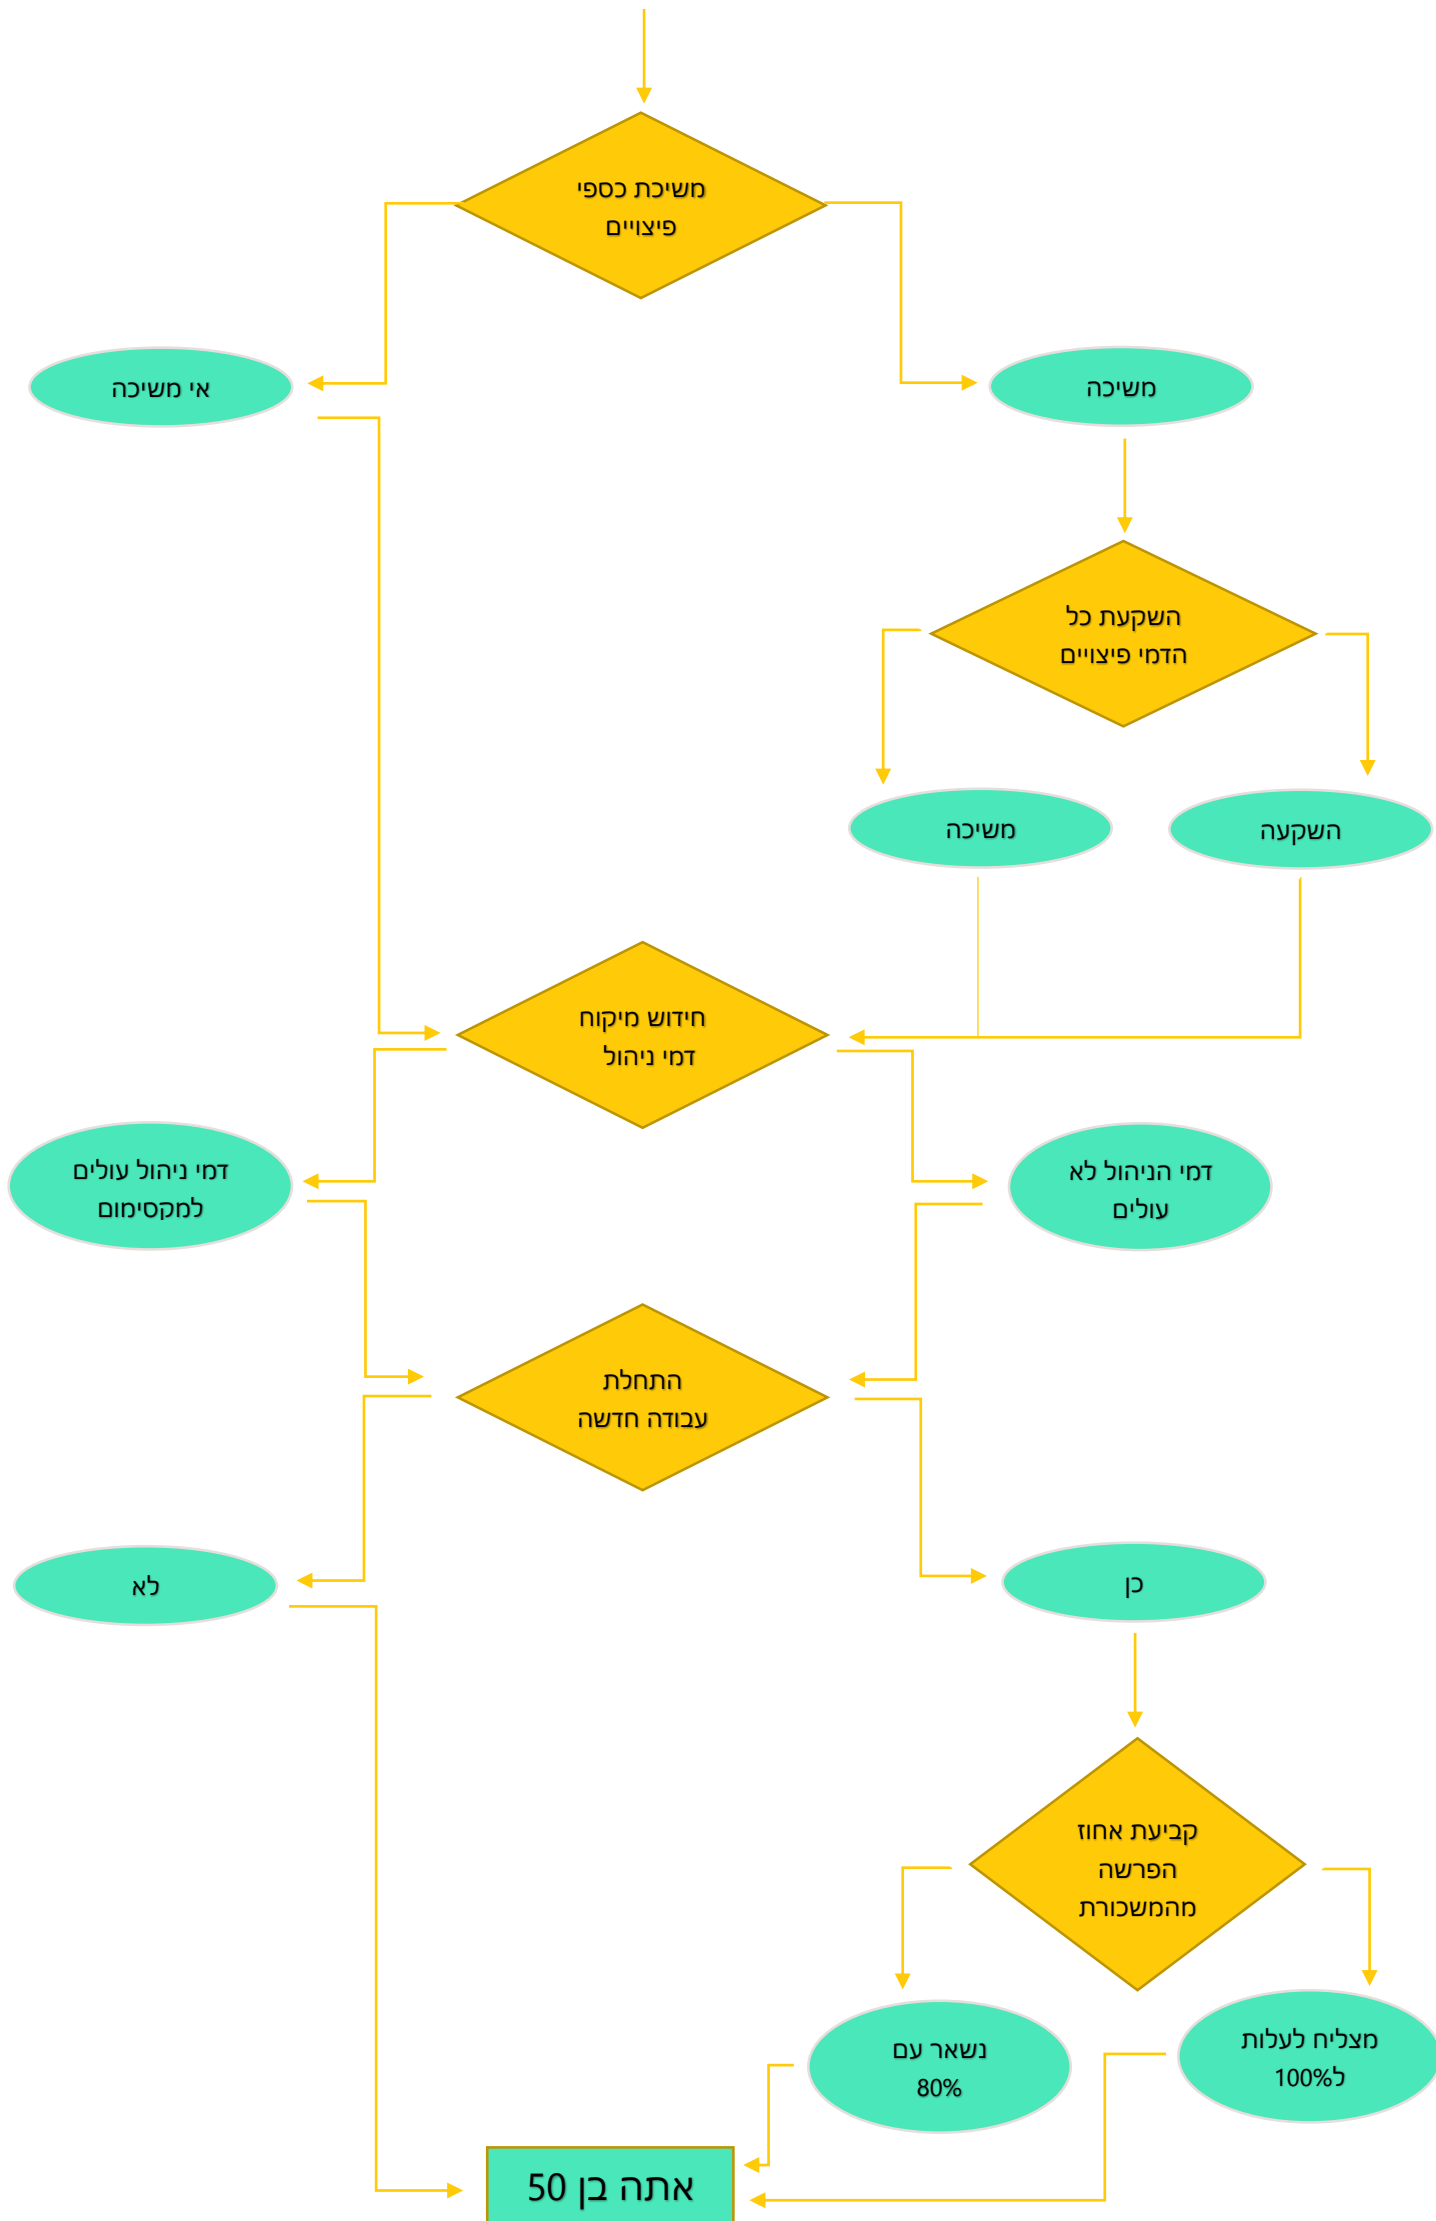 משיכת כספי
פיצויים
משיכה
אי משיכה
השקעת כל
הדמי פיצויים
השקעה
משיכה
חידוש מיקוח
דמי ניהול
דמי הניהול לא
עולים
דמי ניהול עולים
למקסימום
התחלת
עבודה חדשה
כן
לא
קביעת אחוז
הפרשה
מהמשכורת
מצליח לעלות
ל100%
נשאר עם
80%
אתה בן 50